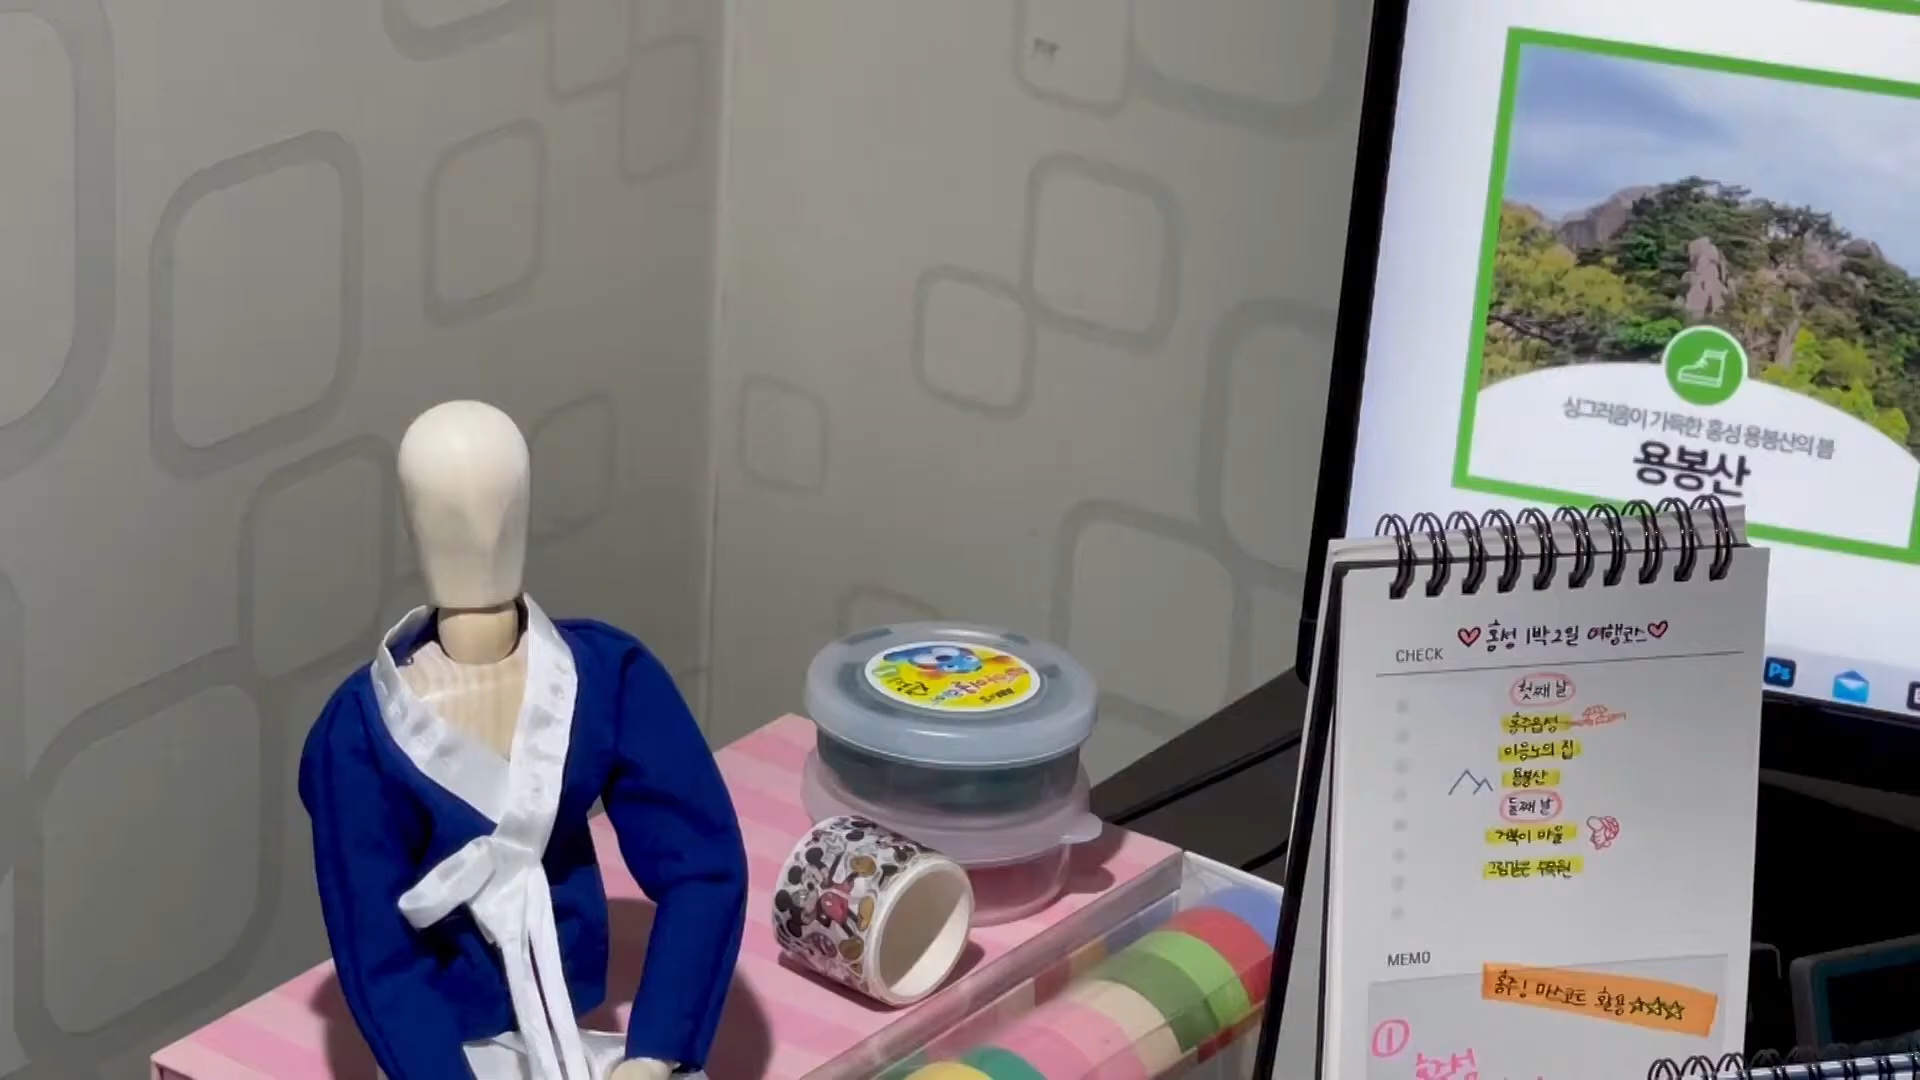 싱그러움이 가득한 홍성 용봉산의 봄
용봉산
Ps
CHECK
홍성 1박2일 여행코스
첫째 날
홍주읍성
이응노의 집
용봉산
둘째 날
거북이 마을
그림같은 수목원
MEMO
홍주! 마스코트 활용
①